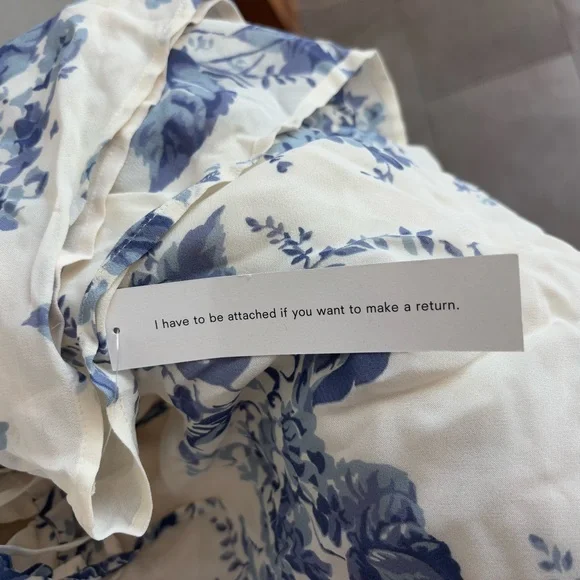 I have to be attached if you want to make a return.